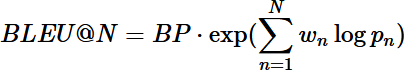 BLEU@N = BP · exp(∑_{n=1}^{N} w_n log p_n)